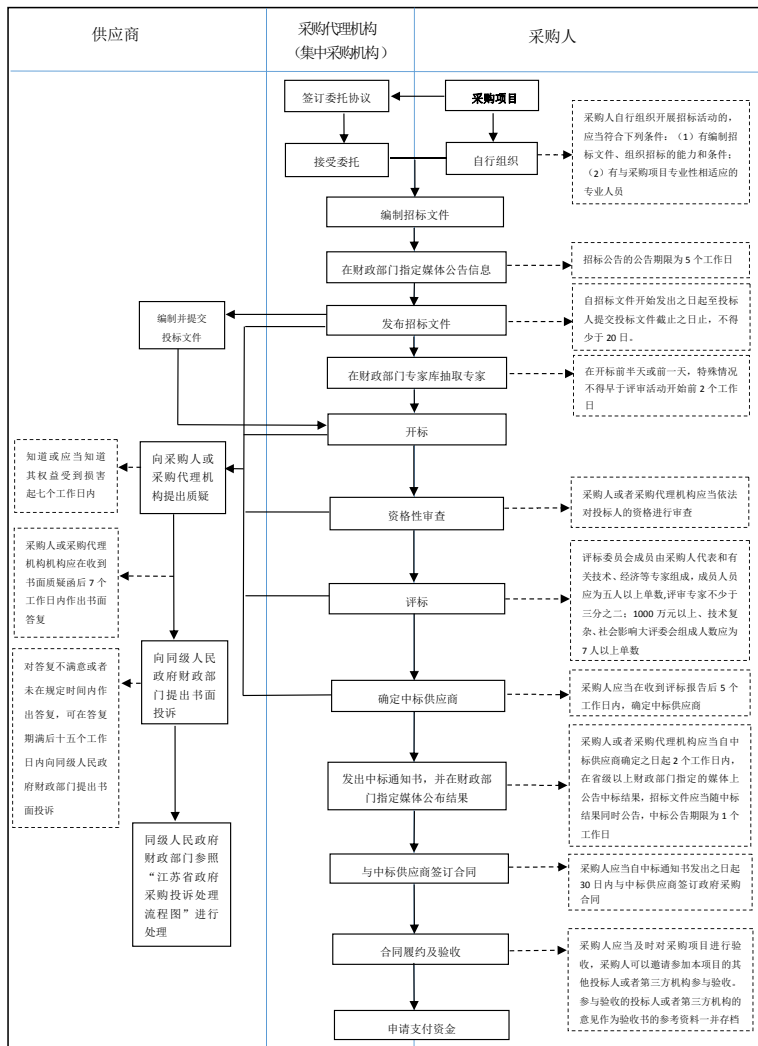 供应商
采购代理机构
（集中采购机构）
采购人
签订委托协议
采购项目
接受委托
自行组织
采购人自行组织开展招标活动的，
应当符合下列条件：（1）有编制招
标文件、组织招标的能力和条件；
（2）有与采购项目专业性相适应的
专业人员
编制招标文件
在财政部门指定媒体公告信息
招标公告的公告期限为 5 个工作日
编制并提交
投标文件
发布招标文件
自招标文件开始发出之日起至投标
人提交投标文件截止之日止，不得
少于 20 日。
在财政部门专家库抽取专家
在开标前半天或前一天，特殊情况
不得早于评审活动开始前 2 个工作
日
开标
知道或应当知道
其权益受到损害
起七个工作日内
向采购人或
采购代理机
构提出质疑
资格性审查
采购人或者采购代理机构应当依法
对投标人的资格进行审查
采购人或采购代理
机构机构应在收到
书面质疑函后 7 个
工作日内作出书面
答复
评标
评标委员会成员由采购人代表和有
关技术、经济等专家组成，成员人员
应为五人以上单数,评审专家不少于
三分之二；1000 万元以上、技术复
杂、社会影响大评委会组成人数应为
7 人以上单数
对答复不满意或者
未在规定时间内作
出答复，可在答复
期满后十五个工作
日内向同级人民政
府财政部门提出书
面投诉
向同级人民
政府财政部
门提出书面
投诉
确定中标供应商
采购人应当在收到评标报告后 5 个
工作日内，确定中标供应商
发出中标通知书，并在财政部
门指定媒体公布结果
采购人或者采购代理机构应当自中
标供应商确定之日起 2 个工作日内，
在省级以上财政部门指定的媒体上
公告中标结果，招标文件应当随中标
结果同时公告，中标公告期限为 1 个
工作日
同级人民政府
财政部门参照
“江苏省政府
采购投诉处理
流程图”进行
处理
与中标供应商签订合同
采购人应当自中标通知书发出之日起
30 日内与中标供应商签订政府采购
合同
合同履约及验收
采购人应当及时对采购项目进行验
收，采购人可以邀请参加本项目的其
他投标人或者第三方机构参与验收。
参与验收的投标人或者第三方机构的
意见作为验收书的参考资料一并存档
申请支付资金